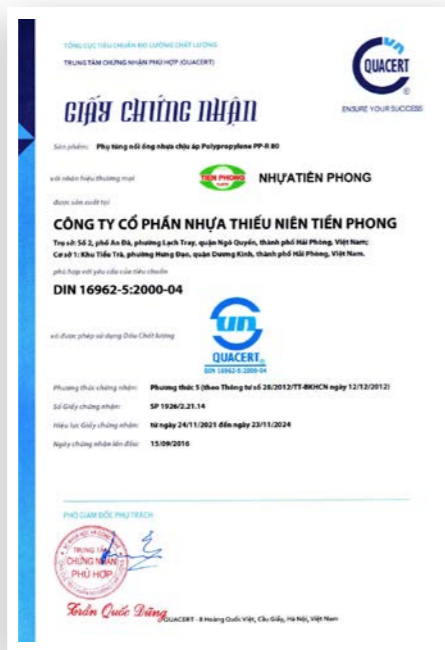 TỔNG CỤC TIÊU CHUẨN ĐO LƯỜNG CHẤT LƯỢNG
TRUNG TÂM CHỨNG NHẬN PHÙ HỢP (QUACERT)
QUACERT
®
ENSURE YOUR SUCCESS
GIẤY CHỨNG NHẬN
Sản phẩm: Phụ tùng nối ống nhựa chịu áp Polypropylene PP-R 80
với nhãn hiệu thương mại
TIEN PHONG
NHỰA TIỀN PHONG
được sản xuất tại
CÔNG TY CỔ PHẦN NHỰA THIẾU NIÊN TIỀN PHONG
Trụ sở: Số 2, phố An Đà, phường Lạch Tray, quận Ngô Quyền, thành phố Hải Phòng, Việt Nam;
Cơ sở 1: Khu Tiểu Trà, phường Hưng Đạo, quận Dương Kinh, thành phố Hải Phòng, Việt Nam.
phù hợp với yêu cầu của tiêu chuẩn
DIN 16962-5:2000-04
và được phép sử dụng Dấu Chất lượng
QUACERT®
DIN 16962-5:2000-04
Phương thức chứng nhận: Phương thức 5 (theo Thông tư số 28/2012/TT-BKHCN ngày 12/12/2012)
Số Giấy chứng nhận: SP 1926/2.21.14
Hiệu lực Giấy chứng nhận: từ ngày 24/11/2021 đến ngày 23/11/2024
Ngày chứng nhận lần đầu: 15/09/2016
PHÓ GIÁM ĐỐC PHỤ TRÁCH
TRUNG TÂM
CHỨNG NHẬN
PHÙ HỢP
Trần Quốc Dũng
QUACERT - 8 Hoàng Quốc Việt, Cầu Giấy, Hà Nội, Việt Nam